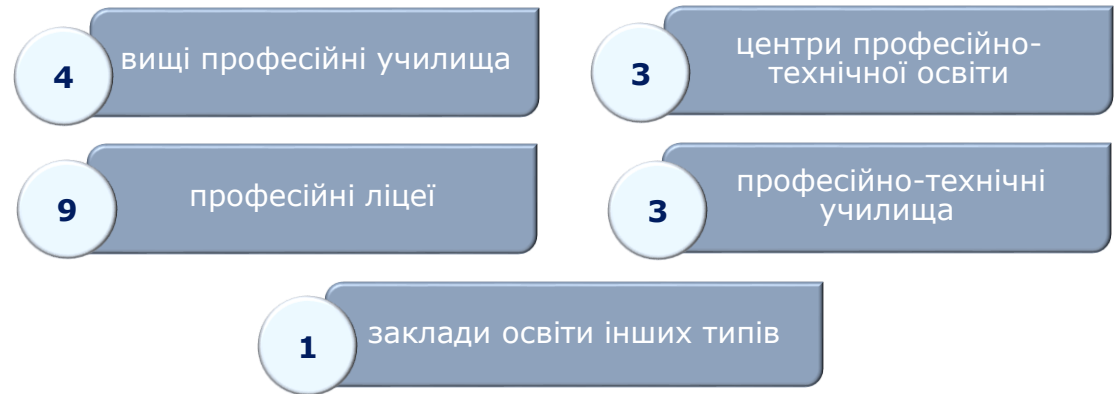 4
вищі професійні училища
3
центри професійно-
технічної освіти
9
професійні ліцеї
3
професійно-технічні
училища
1
заклади освіти інших типів